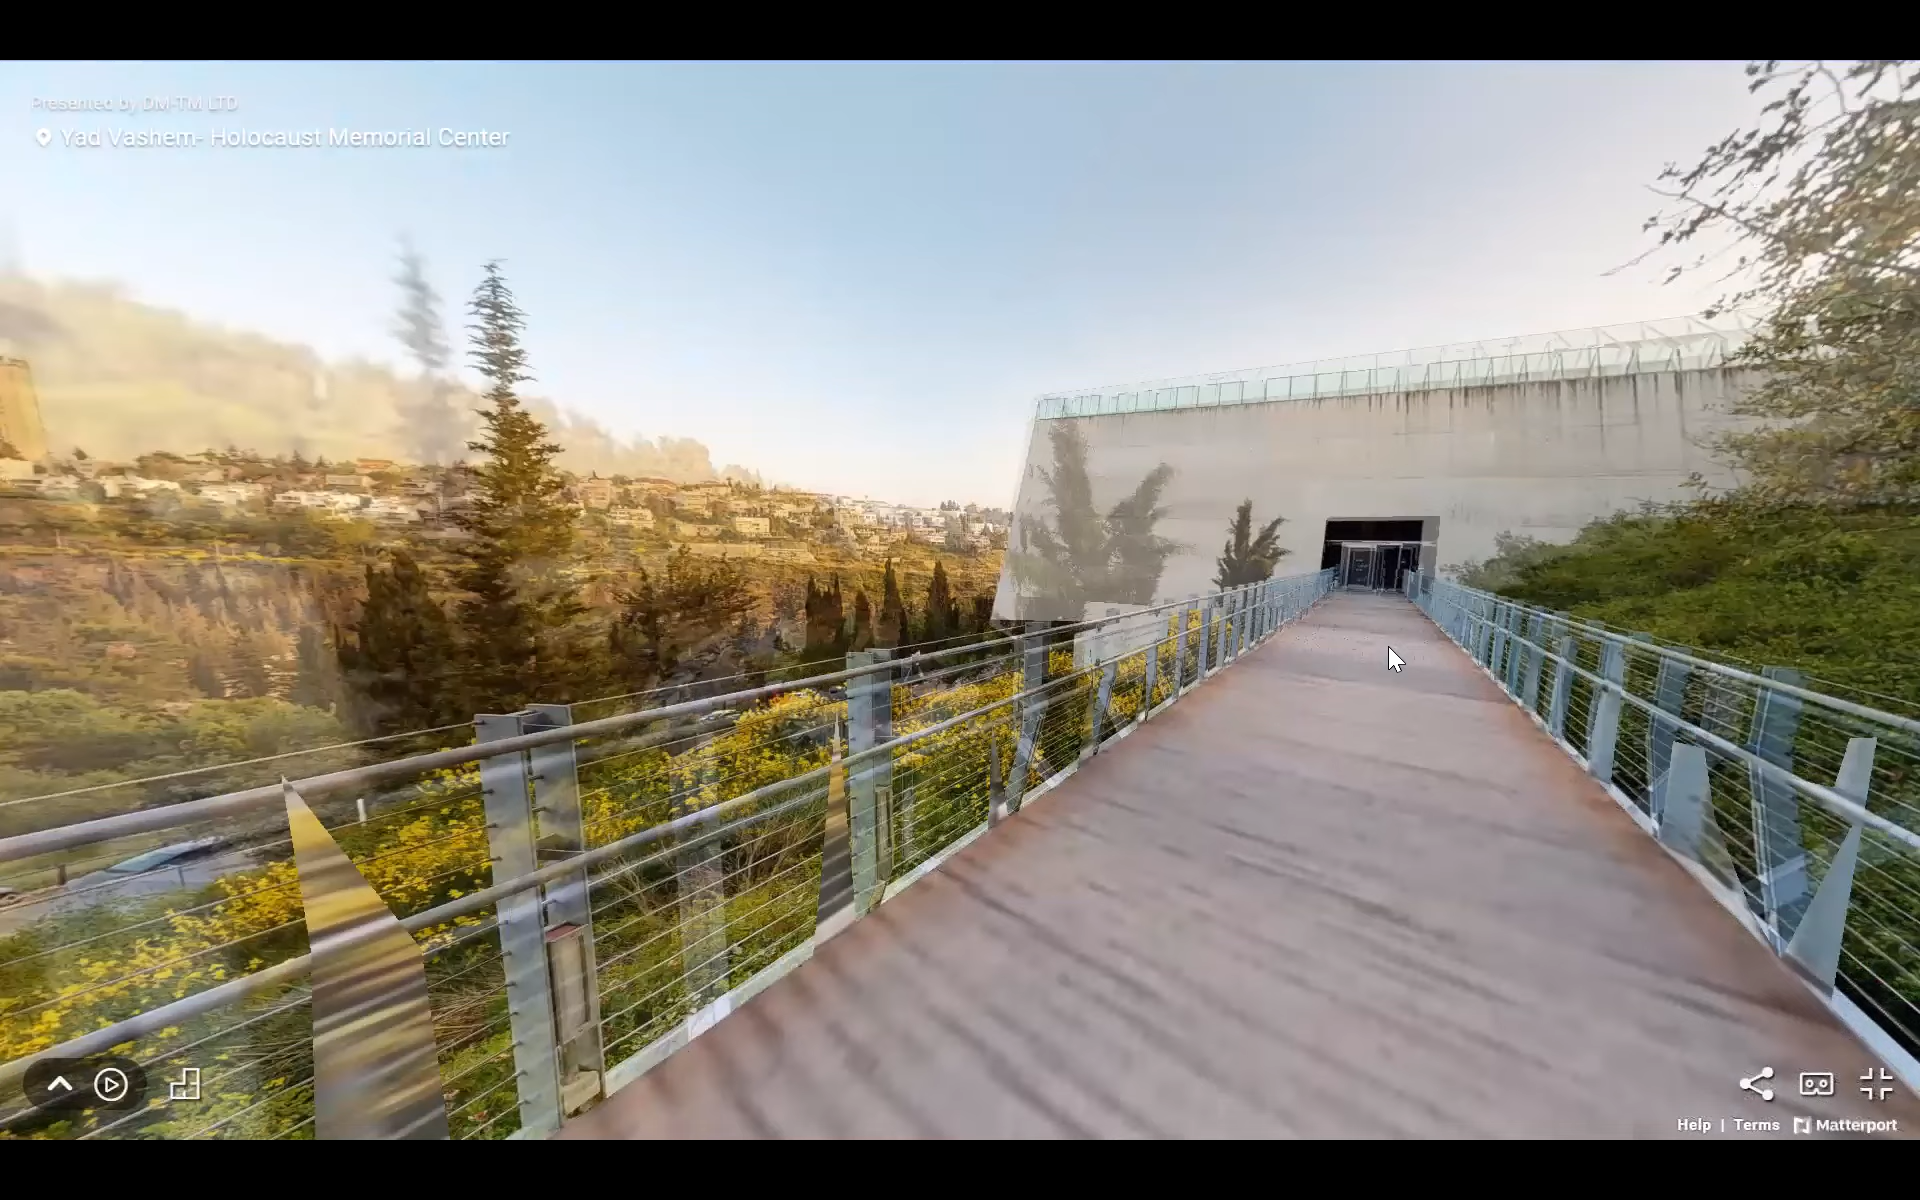 Presented by DM-TM LTD
Yad Vashem- Holocaust Memorial Center
Help | Terms Matterport